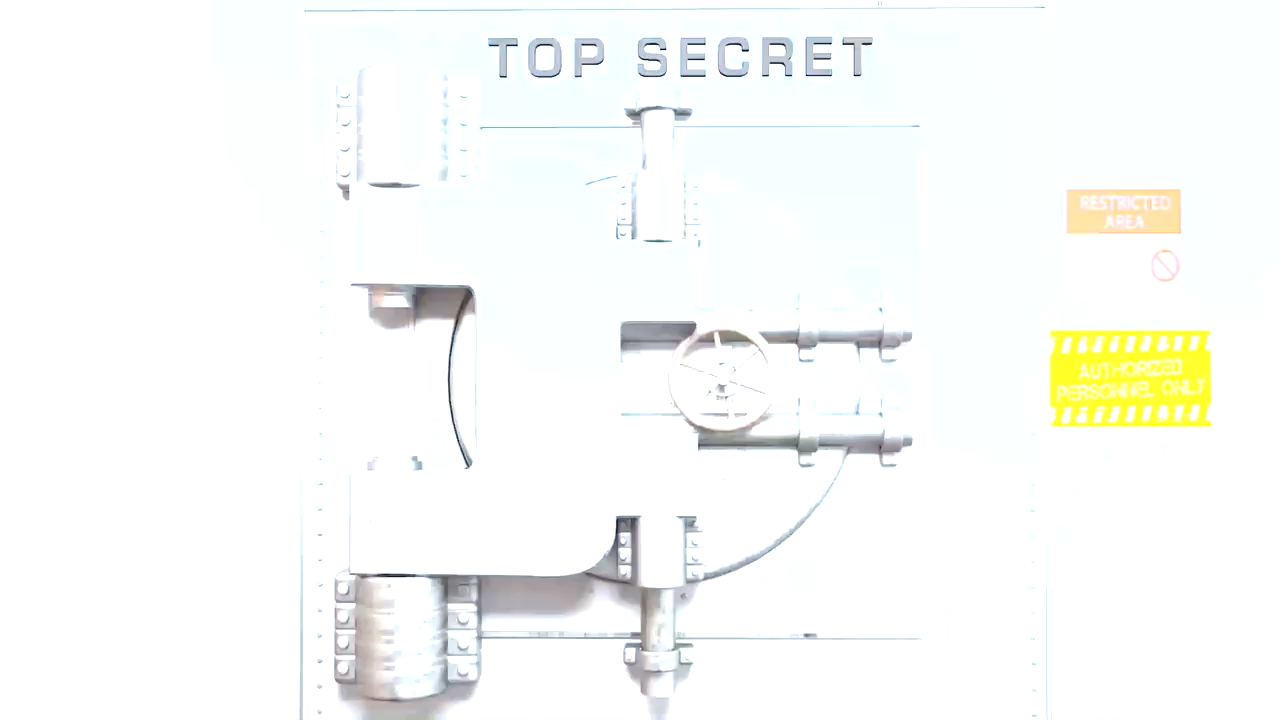 TOP SECRET
RESTRICTED
AREA
AUTHORIZED
PERSONNEL ONLY